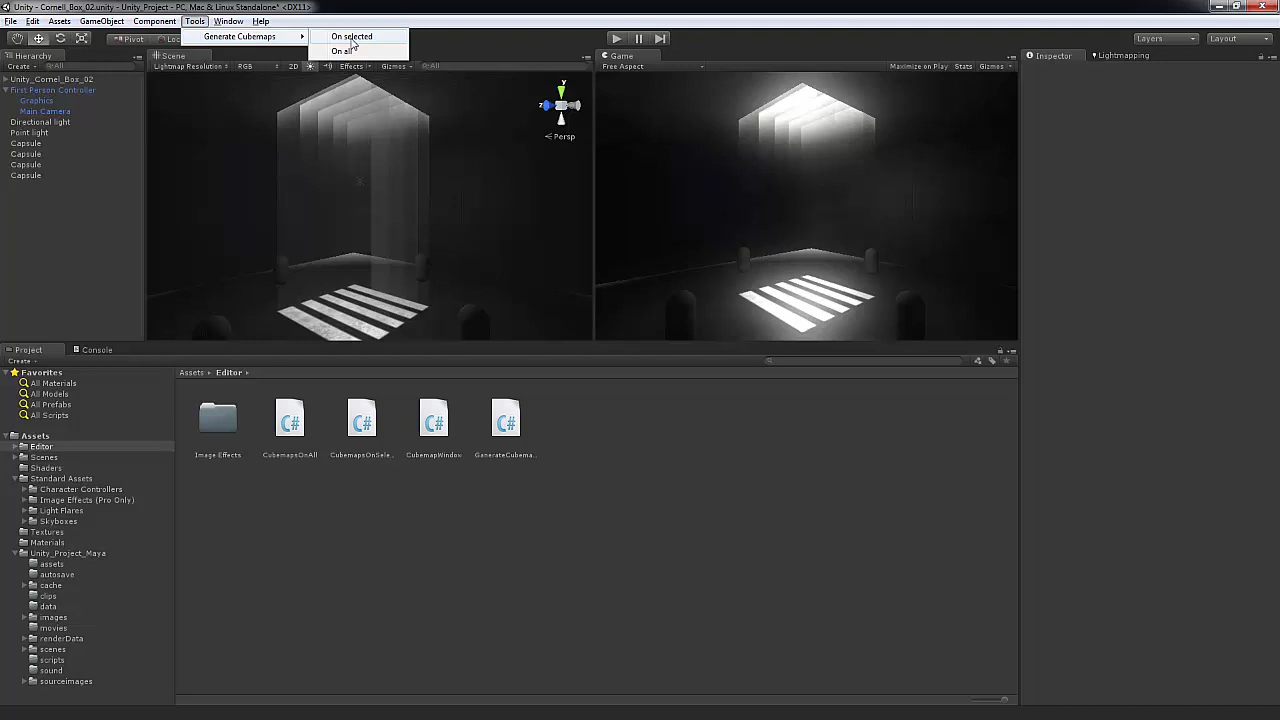 Unity - Cornell_Box_02.unity - Unity_Project - PC, Mac & Linux Standalone* <DX11>
File Edit Assets GameObject Component Tools Window Help
Generate Cubemaps
On selected
On all
Pivot
Layers
Layout
Hierarchy
Create
All
Unity_Cornel_Box_02
First Person Controller
Graphics
Main Camera
Directional light
Point light
Capsule
Capsule
Capsule
Capsule
Scene
Lightmap Resolution
RGB
2D
Effects
Gizmos
All
y
z
Persp
Game
Free Aspect
Maximize on Play
Stats
Gizmos
Inspector
Lightmapping
Project
Console
Create
Favorites
All Materials
All Models
All Prefabs
All Scripts
Assets
Editor
Scenes
Shaders
Standard Assets
Character Controllers
Image Effects (Pro Only)
Light Flares
Skyboxes
Textures
Materials
Unity_Project_Maya
assets
autosave
cache
clips
data
images
movies
renderData
scenes
scripts
sound
sourceimages
Assets Editor
Image Effects
CubemapsOnAll
CubemapsOnSele...
CubemapWindow
GanerateCubema...
C#
C#
C#
C#